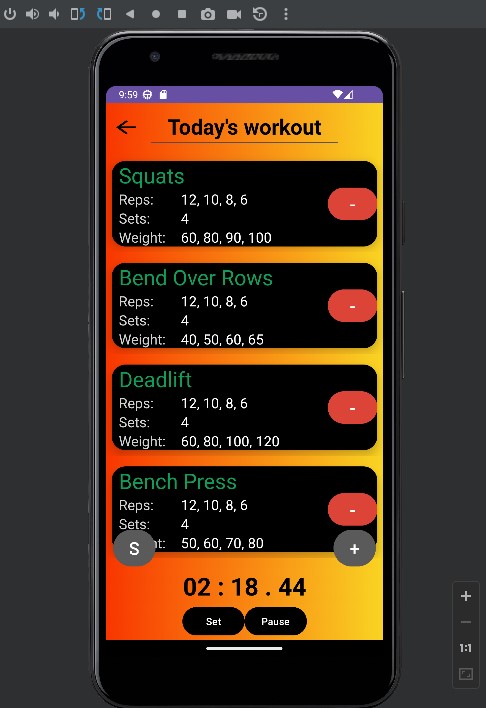 9:59
Today's workout
Squats
Reps: 12, 10, 8, 6
Sets: 4
Weight: 60, 80, 90, 100
-
Bend Over Rows
Reps: 12, 10, 8, 6
Sets: 4
Weight: 40, 50, 60, 65
-
Deadlift
Reps: 12, 10, 8, 6
Sets: 4
Weight: 60, 80, 100, 120
-
Bench Press
Reps: 12, 10, 8, 6
Sets: 4
ht: 50, 60, 70, 80
-
S
+
02 : 18 . 44
Set Pause
+
-
1:1